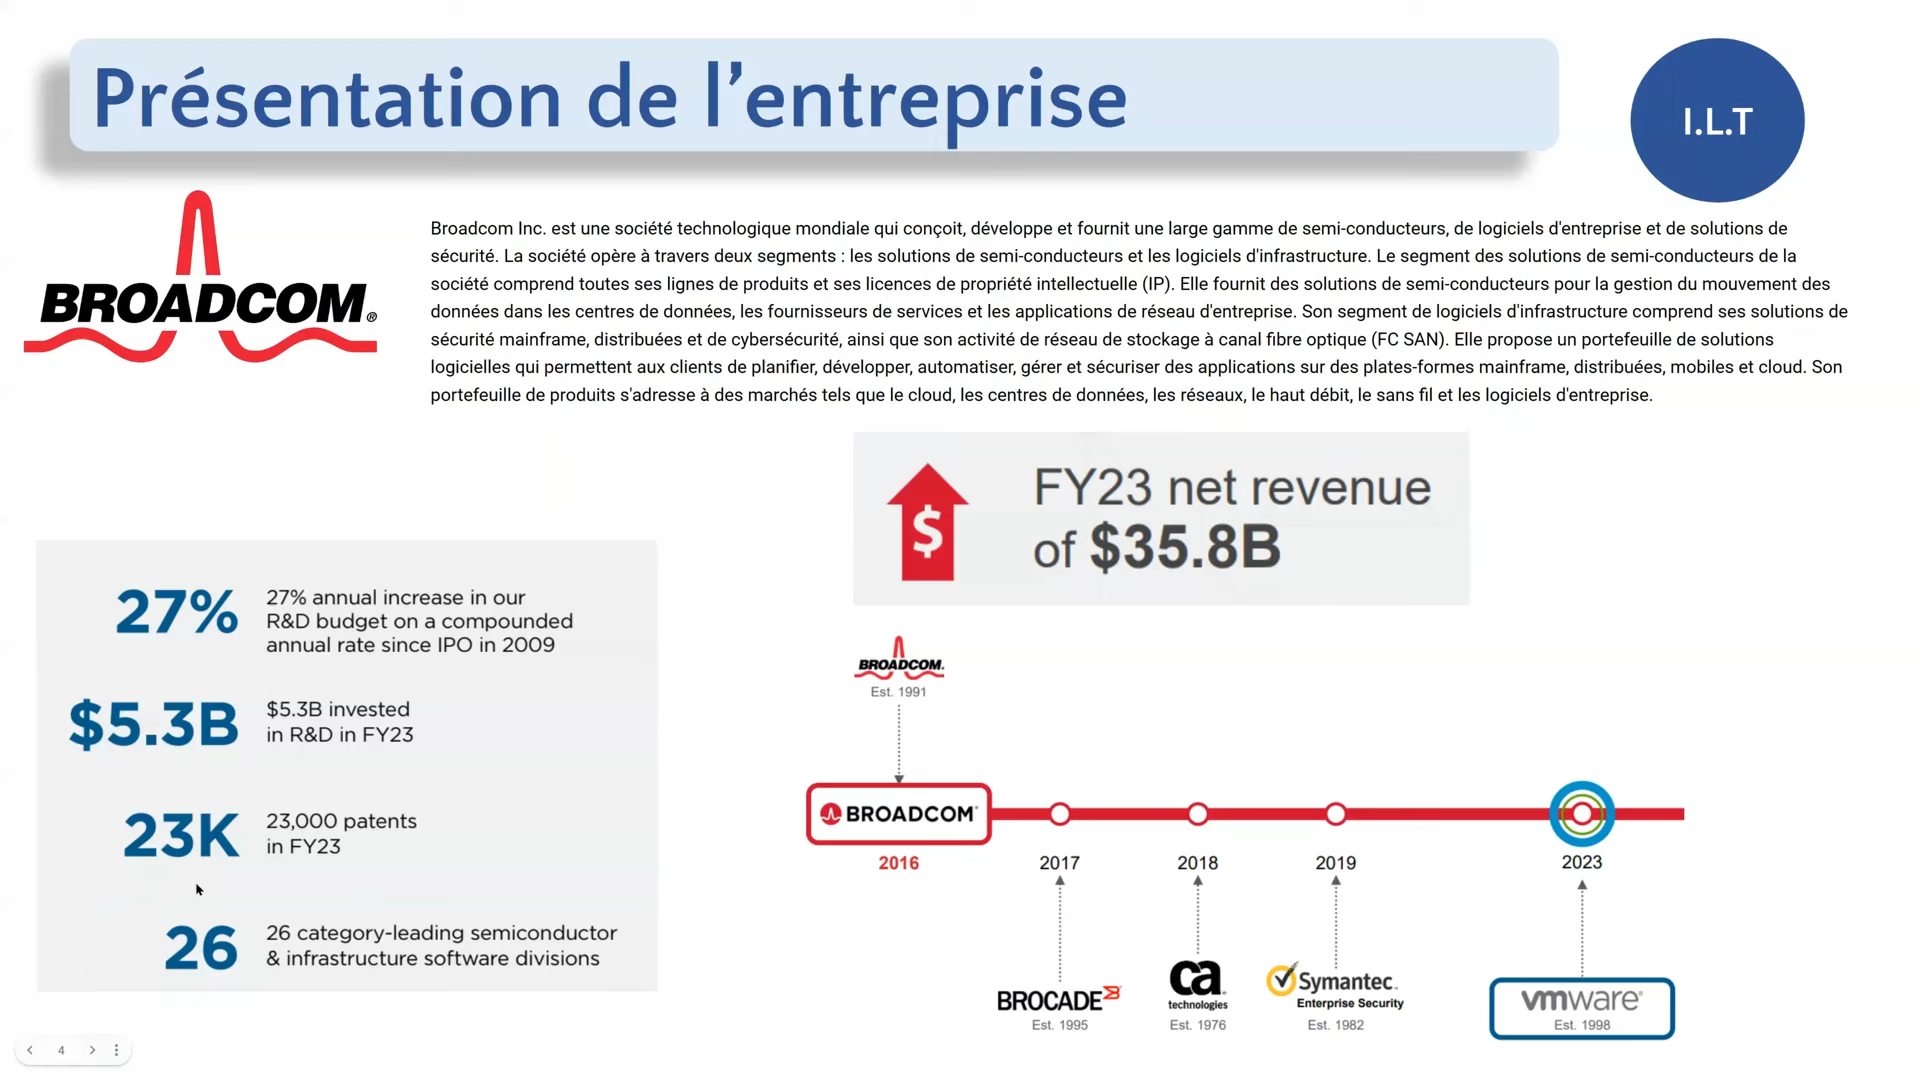 Présentation de l’entreprise
I.L.T
BROADCOM®
Broadcom Inc. est une société technologique mondiale qui conçoit, développe et fournit une large gamme de semi-conducteurs, de logiciels d'entreprise et de solutions de
sécurité. La société opère à travers deux segments : les solutions de semi-conducteurs et les logiciels d'infrastructure. Le segment des solutions de semi-conducteurs de la
société comprend toutes ses lignes de produits et ses licences de propriété intellectuelle (IP). Elle fournit des solutions de semi-conducteurs pour la gestion du mouvement des
données dans les centres de données, les fournisseurs de services et les applications de réseau d'entreprise. Son segment de logiciels d'infrastructure comprend ses solutions de
sécurité mainframe, distribuées et de cybersécurité, ainsi que son activité de réseau de stockage à canal fibre optique (FC SAN). Elle propose un portefeuille de solutions
logicielles qui permettent aux clients de planifier, développer, automatiser, gérer et sécuriser des applications sur des plates-formes mainframe, distribuées, mobiles et cloud. Son
portefeuille de produits s'adresse à des marchés tels que le cloud, les centres de données, les réseaux, le haut débit, le sans fil et les logiciels d'entreprise.
$
FY23 net revenue
of $35.8B
27%
27% annual increase in our
R&D budget on a compounded
annual rate since IPO in 2009
$5.3B
$5.3B invested
in R&D in FY23
23K
23,000 patents
in FY23
26
26 category-leading semiconductor
& infrastructure software divisions
BROADCOM.
Est. 1991
BROADCOM
2016
2017
2018
2019
2023
BROCADE
Est. 1995
ca
technologies
Est. 1976
Symantec.
Enterprise Security
Est. 1982
vmware®
Est. 1998
4